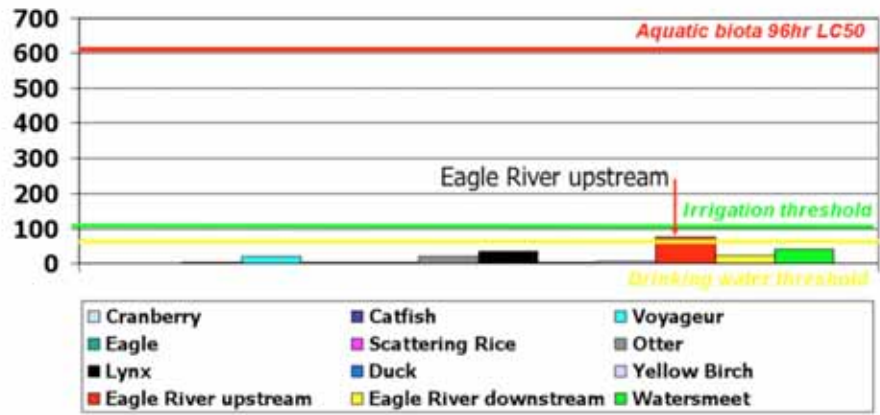 700
Aquatic biota 96hr LC50
600
500
400
300
Eagle River upstream
200
Irrigation threshold
100
0
Drinking water threshold
Cranberry Catfish Voyageur
Eagle Scattering Rice Otter
Lynx Duck Yellow Birch
Eagle River upstream Eagle River downstream Watersmeet